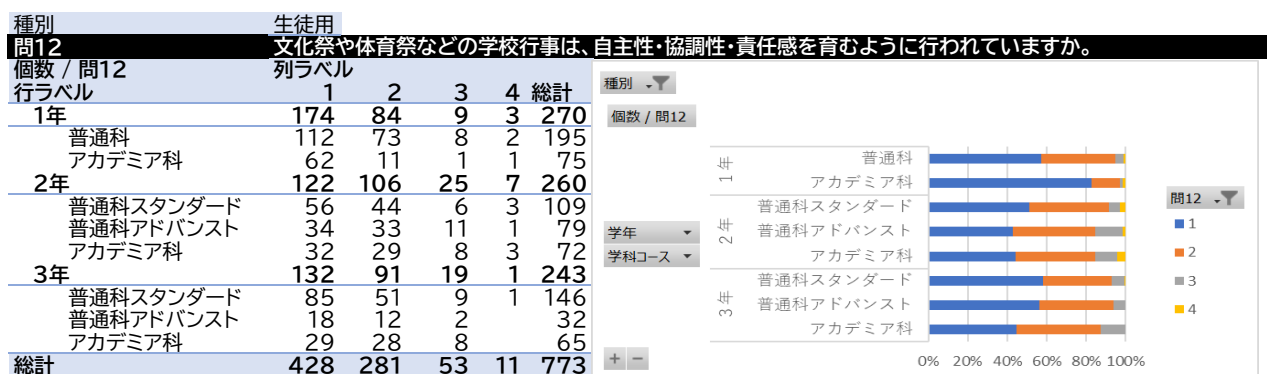 種別 生徒用
問12 文化祭や体育祭などの学校行事は、自主性・協調性・責任感を育むように行われていますか。
個数 / 問12 列ラベル
行ラベル 1 2 3 4 総計
1年 174 84 9 3 270
普通科 112 73 8 2 195
アカデミア科 62 11 1 1 75
2年 122 106 25 7 260
普通科スタンダード 56 44 6 3 109
普通科アドバンスト 34 33 11 1 79
アカデミア科 32 29 8 3 72
3年 132 91 19 1 243
普通科スタンダード 85 51 9 1 146
普通科アドバンスト 18 12 2 32
アカデミア科 29 28 8 65
総計 428 281 53 11 773
種別
個数 / 問12
学年
学科コース
1年
普通科
アカデミア科
2年
普通科スタンダード
普通科アドバンスト
アカデミア科
3年
普通科スタンダード
普通科アドバンスト
アカデミア科
0% 20% 40% 60% 80% 100%
問12
1
2
3
4
+ -